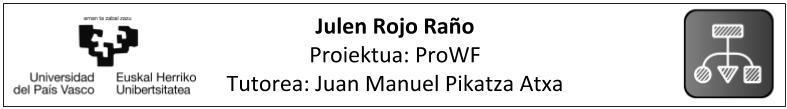 eman ta zabal zazu
Universidad
del País Vasco
Euskal Herriko
Unibertsitatea
Julen Rojo Raño
Proiektua: ProWF
Tutorea: Juan Manuel Pikatza Atxa